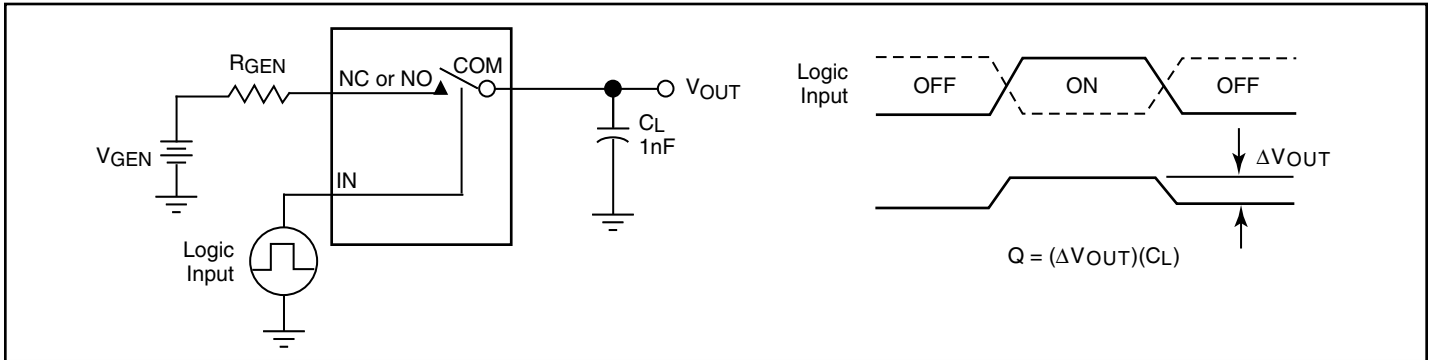 RGEN
NC or NO
COM
VOUT
CL
1nF
VGEN
IN
Logic
Input
Logic
Input
OFF
ON
OFF
ΔVOUT
Q = (ΔVOUT)(CL)